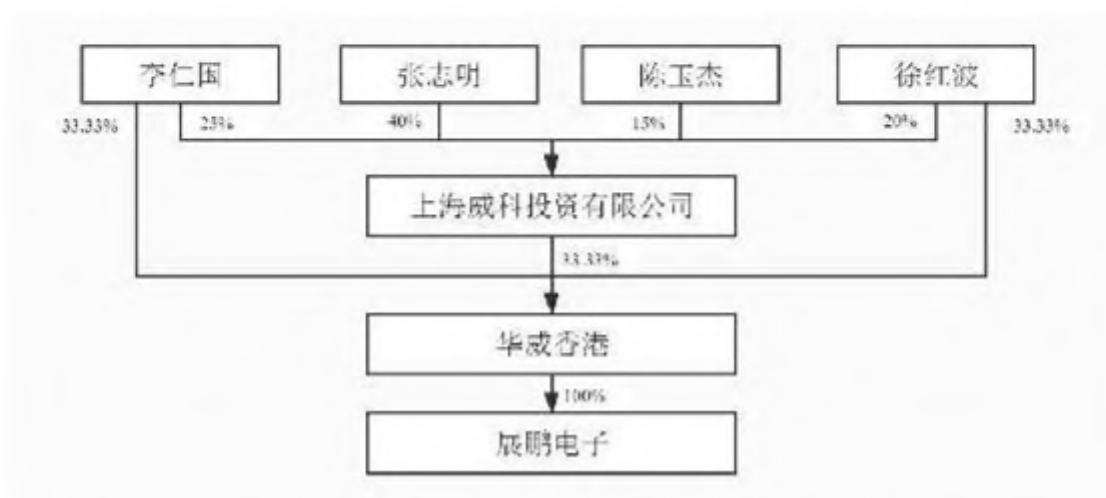 李仁国 张志明 陈玉杰 徐红波
33.33% 25% 40% 15% 20% 33.33%
上海威科投资有限公司
33.33%
华威香港
100%
展鹏电子